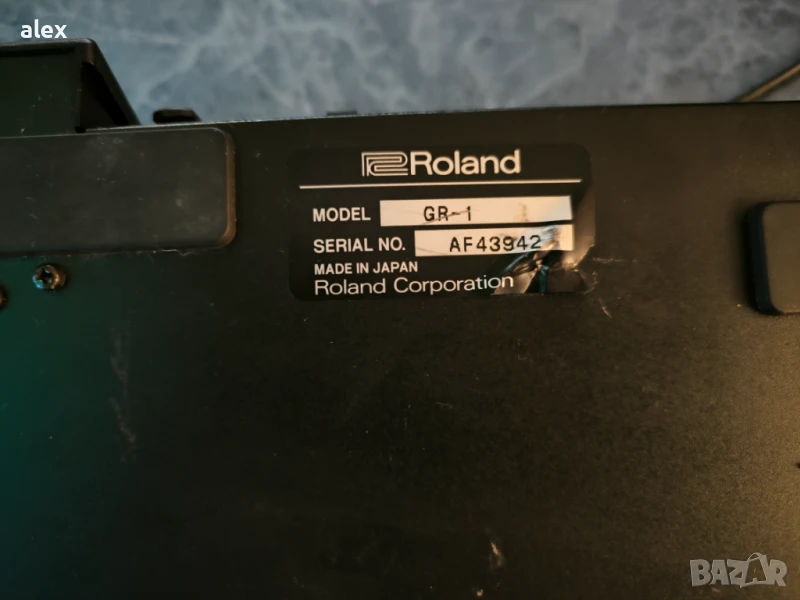 alex
Roland
MODEL GR-1
SERIAL NO. AF43942
MADE IN JAPAN
Roland Corporation
BAZAR